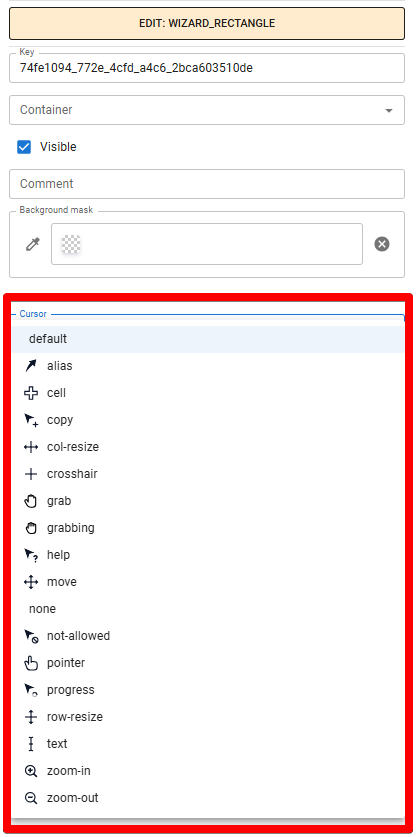 EDIT: WIZARD_RECTANGLE
Key
74fe1094_772e_4cfd_a4c6_2bca603510de
Container
Visible
Comment
Background mask
Cursor
default
alias
cell
copy
col-resize
crosshair
grab
grabbing
help
move
none
not-allowed
pointer
progress
row-resize
text
zoom-in
zoom-out